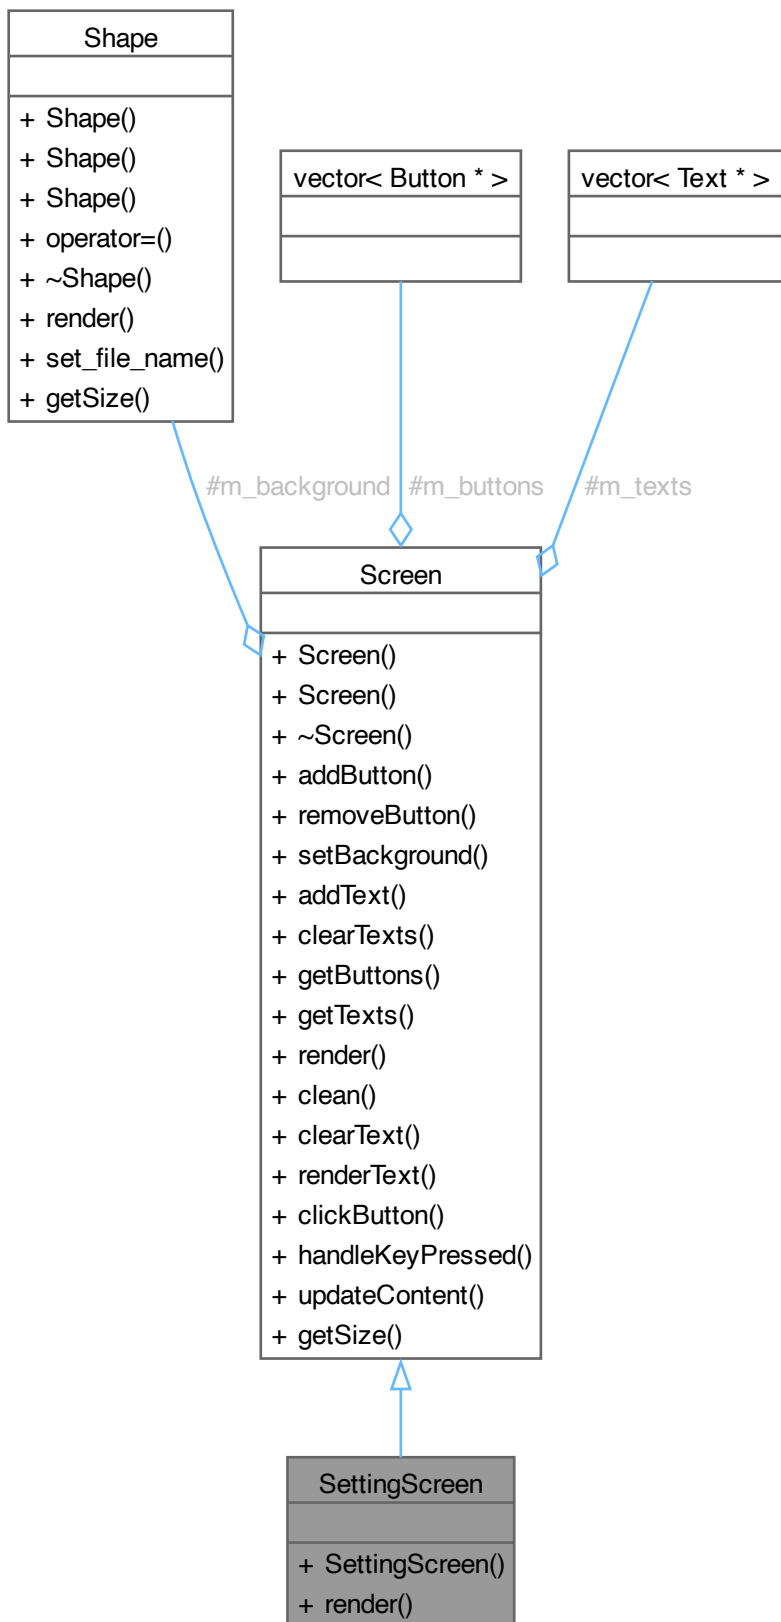 Shape
+ Shape()
+ Shape()
+ Shape()
+ operator=()
+ ~Shape()
+ render()
+ set_file_name()
+ getSize()
vector< Button * >
vector< Text * >
#m_background
#m_buttons
#m_texts
Screen
+ Screen()
+ Screen()
+ ~Screen()
+ addButton()
+ removeButton()
+ setBackground()
+ addText()
+ clearTexts()
+ getButtons()
+ getTexts()
+ render()
+ clean()
+ clearText()
+ renderText()
+ clickButton()
+ handleKeyPressed()
+ updateContent()
+ getSize()
SettingScreen
+ SettingScreen()
+ render()